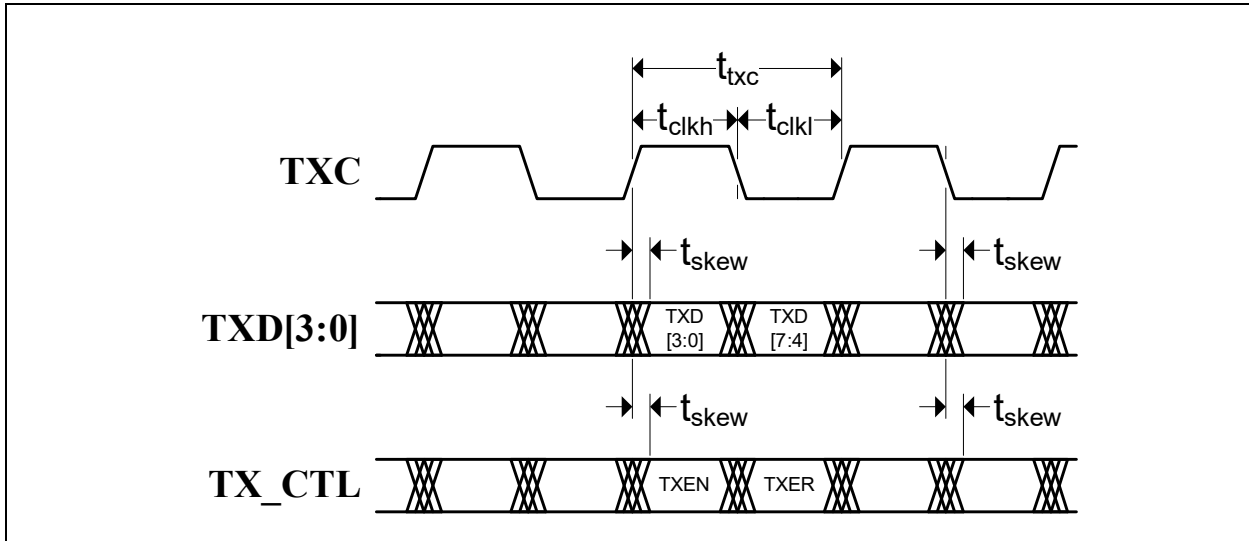 t_txc
t_clkh t_clkl
TXC
t_skew t_skew
TXD[3:0] TXD TXD
[3:0] [7:4]
t_skew t_skew
TX_CTL TXEN TXER